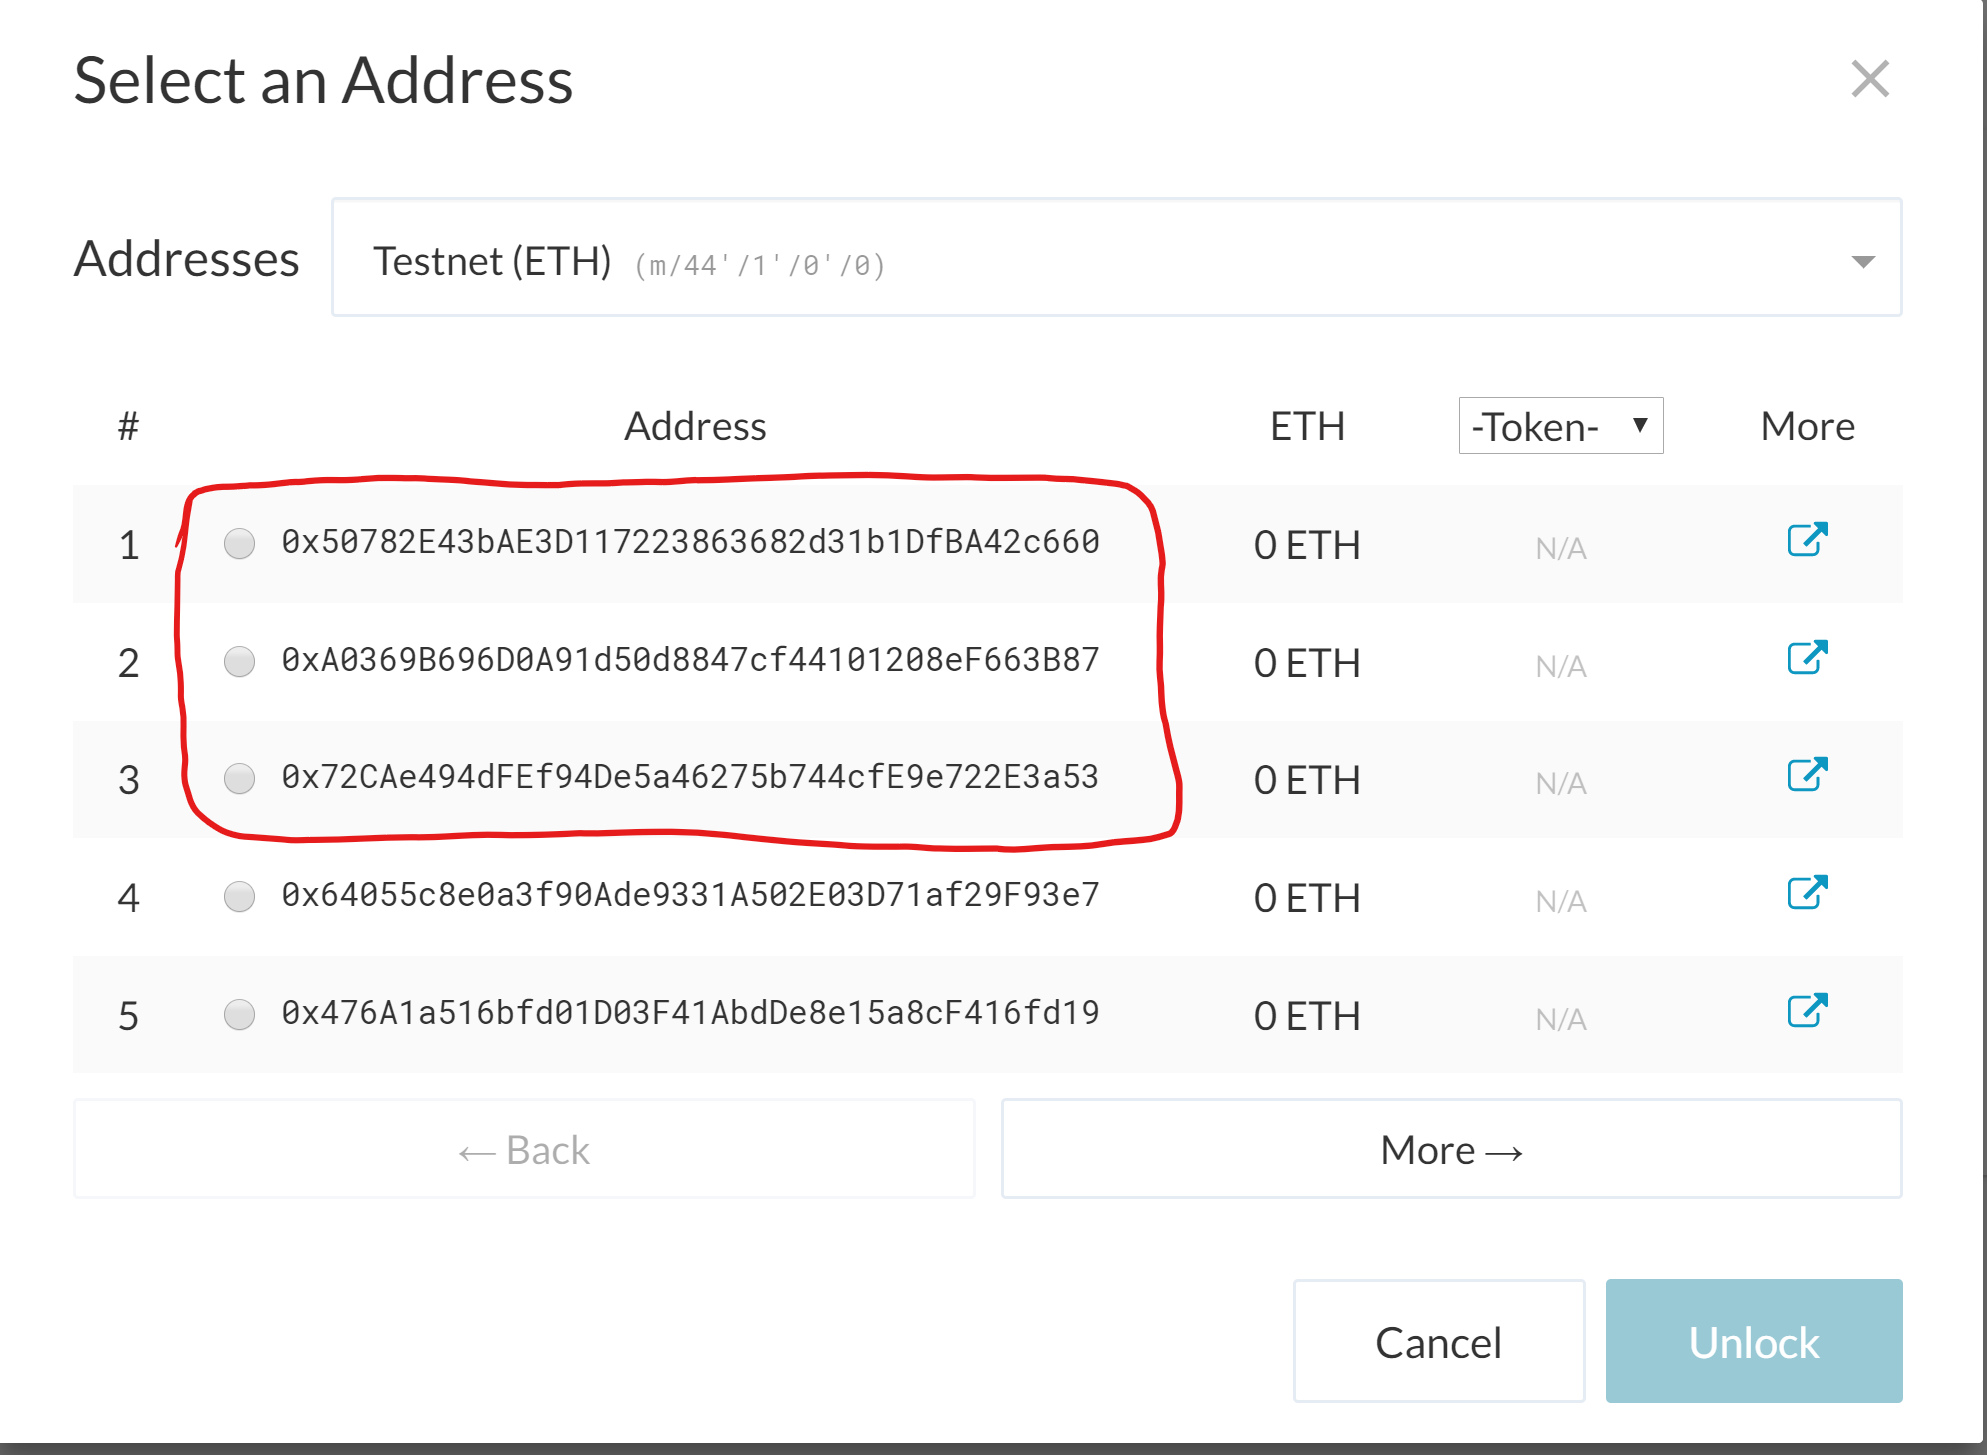 Select an Address
Addresses Testnet (ETH) (m/44'/1'/0'/0)
# Address ETH -Token- More
1 0x50782E43bAE3D117223863682d31b1DfBA42c660 0 ETH N/A
2 0xA0369B696D0A91d50d8847cf44101208eF663B87 0 ETH N/A
3 0x72CAe494dFEf94De5a46275b744cfE9e722E3a53 0 ETH N/A
4 0x64055c8e0a3f90Ade9331A502E03D71af29F93e7 0 ETH N/A
5 0x476A1a516bfd01D03F41AbdDe8e15a8cF416fd19 0 ETH N/A
← Back More →
Cancel Unlock